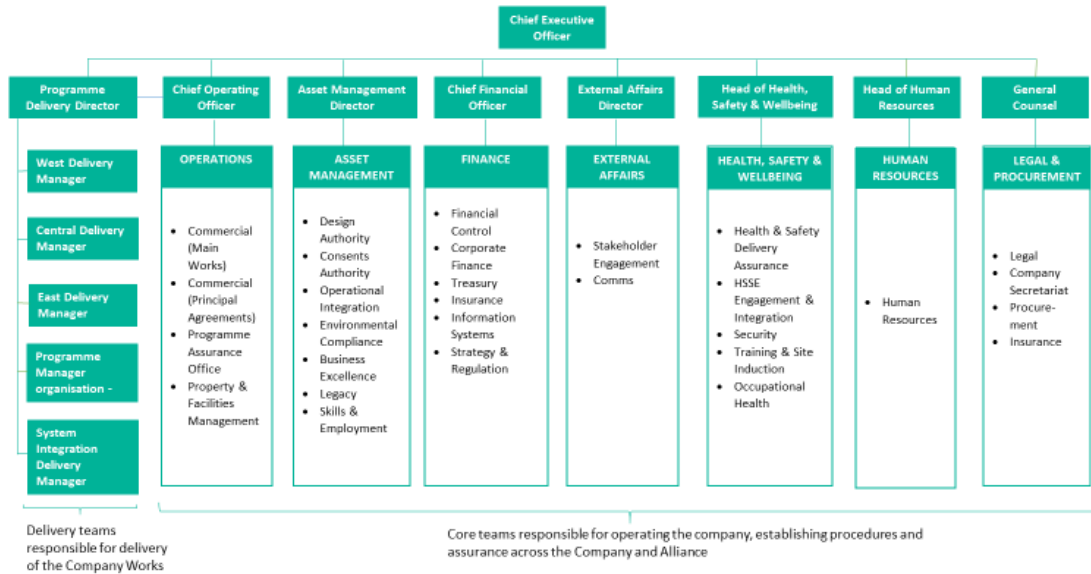 Chief Executive
Officer
Programme
Delivery Director
Chief Operating
Officer
Asset Management
Director
Chief Financial
Officer
External Affairs
Director
Head of Health,
Safety & Wellbeing
Head of Human
Resources
General
Counsel
West Delivery
Manager
Central Delivery
Manager
East Delivery
Manager
Programme
Manager
organisation -
System
Integration
Delivery
Manager
OPERATIONS
• Commercial
(Main
Works)
• Commercial
(Principal
Agreements)
• Programme
Assurance
Office
• Property &
Facilities
Management
ASSET
MANAGEMENT
• Design
Authority
• Consents
Authority
• Operational
Integration
• Environmental
Compliance
• Business
Excellence
• Legacy
• Skills &
Employment
FINANCE
• Financial
Control
• Corporate
Finance
• Treasury
• Insurance
• Information
Systems
• Strategy &
Regulation
EXTERNAL
AFFAIRS
• Stakeholder
Engagement
• Comms
HEALTH, SAFETY &
WELLBEING
• Health & Safety
Delivery
Assurance
• HSSE
Engagement &
Integration
• Security
• Training & Site
Induction
• Occupational
Health
HUMAN
RESOURCES
• Human
Resources
LEGAL &
PROCUREMENT
• Legal
• Company
Secretariat
• Procure-
ment
• Insurance
Delivery teams
responsible for delivery
of the Company Works
Core teams responsible for operating the company, establishing procedures and
assurance across the Company and Alliance